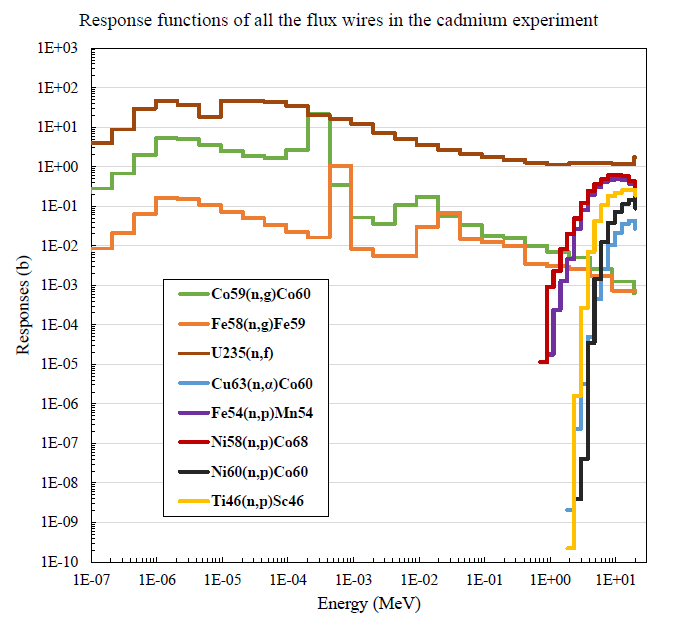 Response functions of all the flux wires in the cadmium experiment
1E+03
1E+02
1E+01
1E+00
1E-01
1E-02
1E-03
1E-04
1E-05
1E-06
1E-07
1E-08
1E-09
1E-10
Responses (b)
Co59(n,g)Co60
Fe58(n,g)Fe59
U235(n,f)
Cu63(n,α)Co60
Fe54(n,p)Mn54
Ni58(n,p)Co68
Ni60(n,p)Co60
Ti46(n,p)Sc46
1E-07 1E-06 1E-05 1E-04 1E-03 1E-02 1E-01 1E+00 1E+01
Energy (MeV)